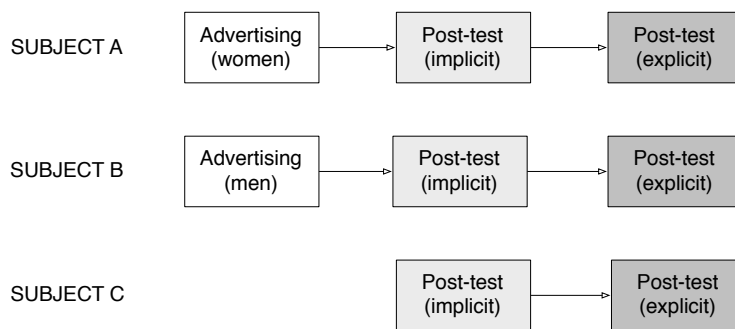 SUBJECT A
Advertising
(women)
Post-test
(implicit)
Post-test
(explicit)
SUBJECT B
Advertising
(men)
Post-test
(implicit)
Post-test
(explicit)
SUBJECT C
Post-test
(implicit)
Post-test
(explicit)